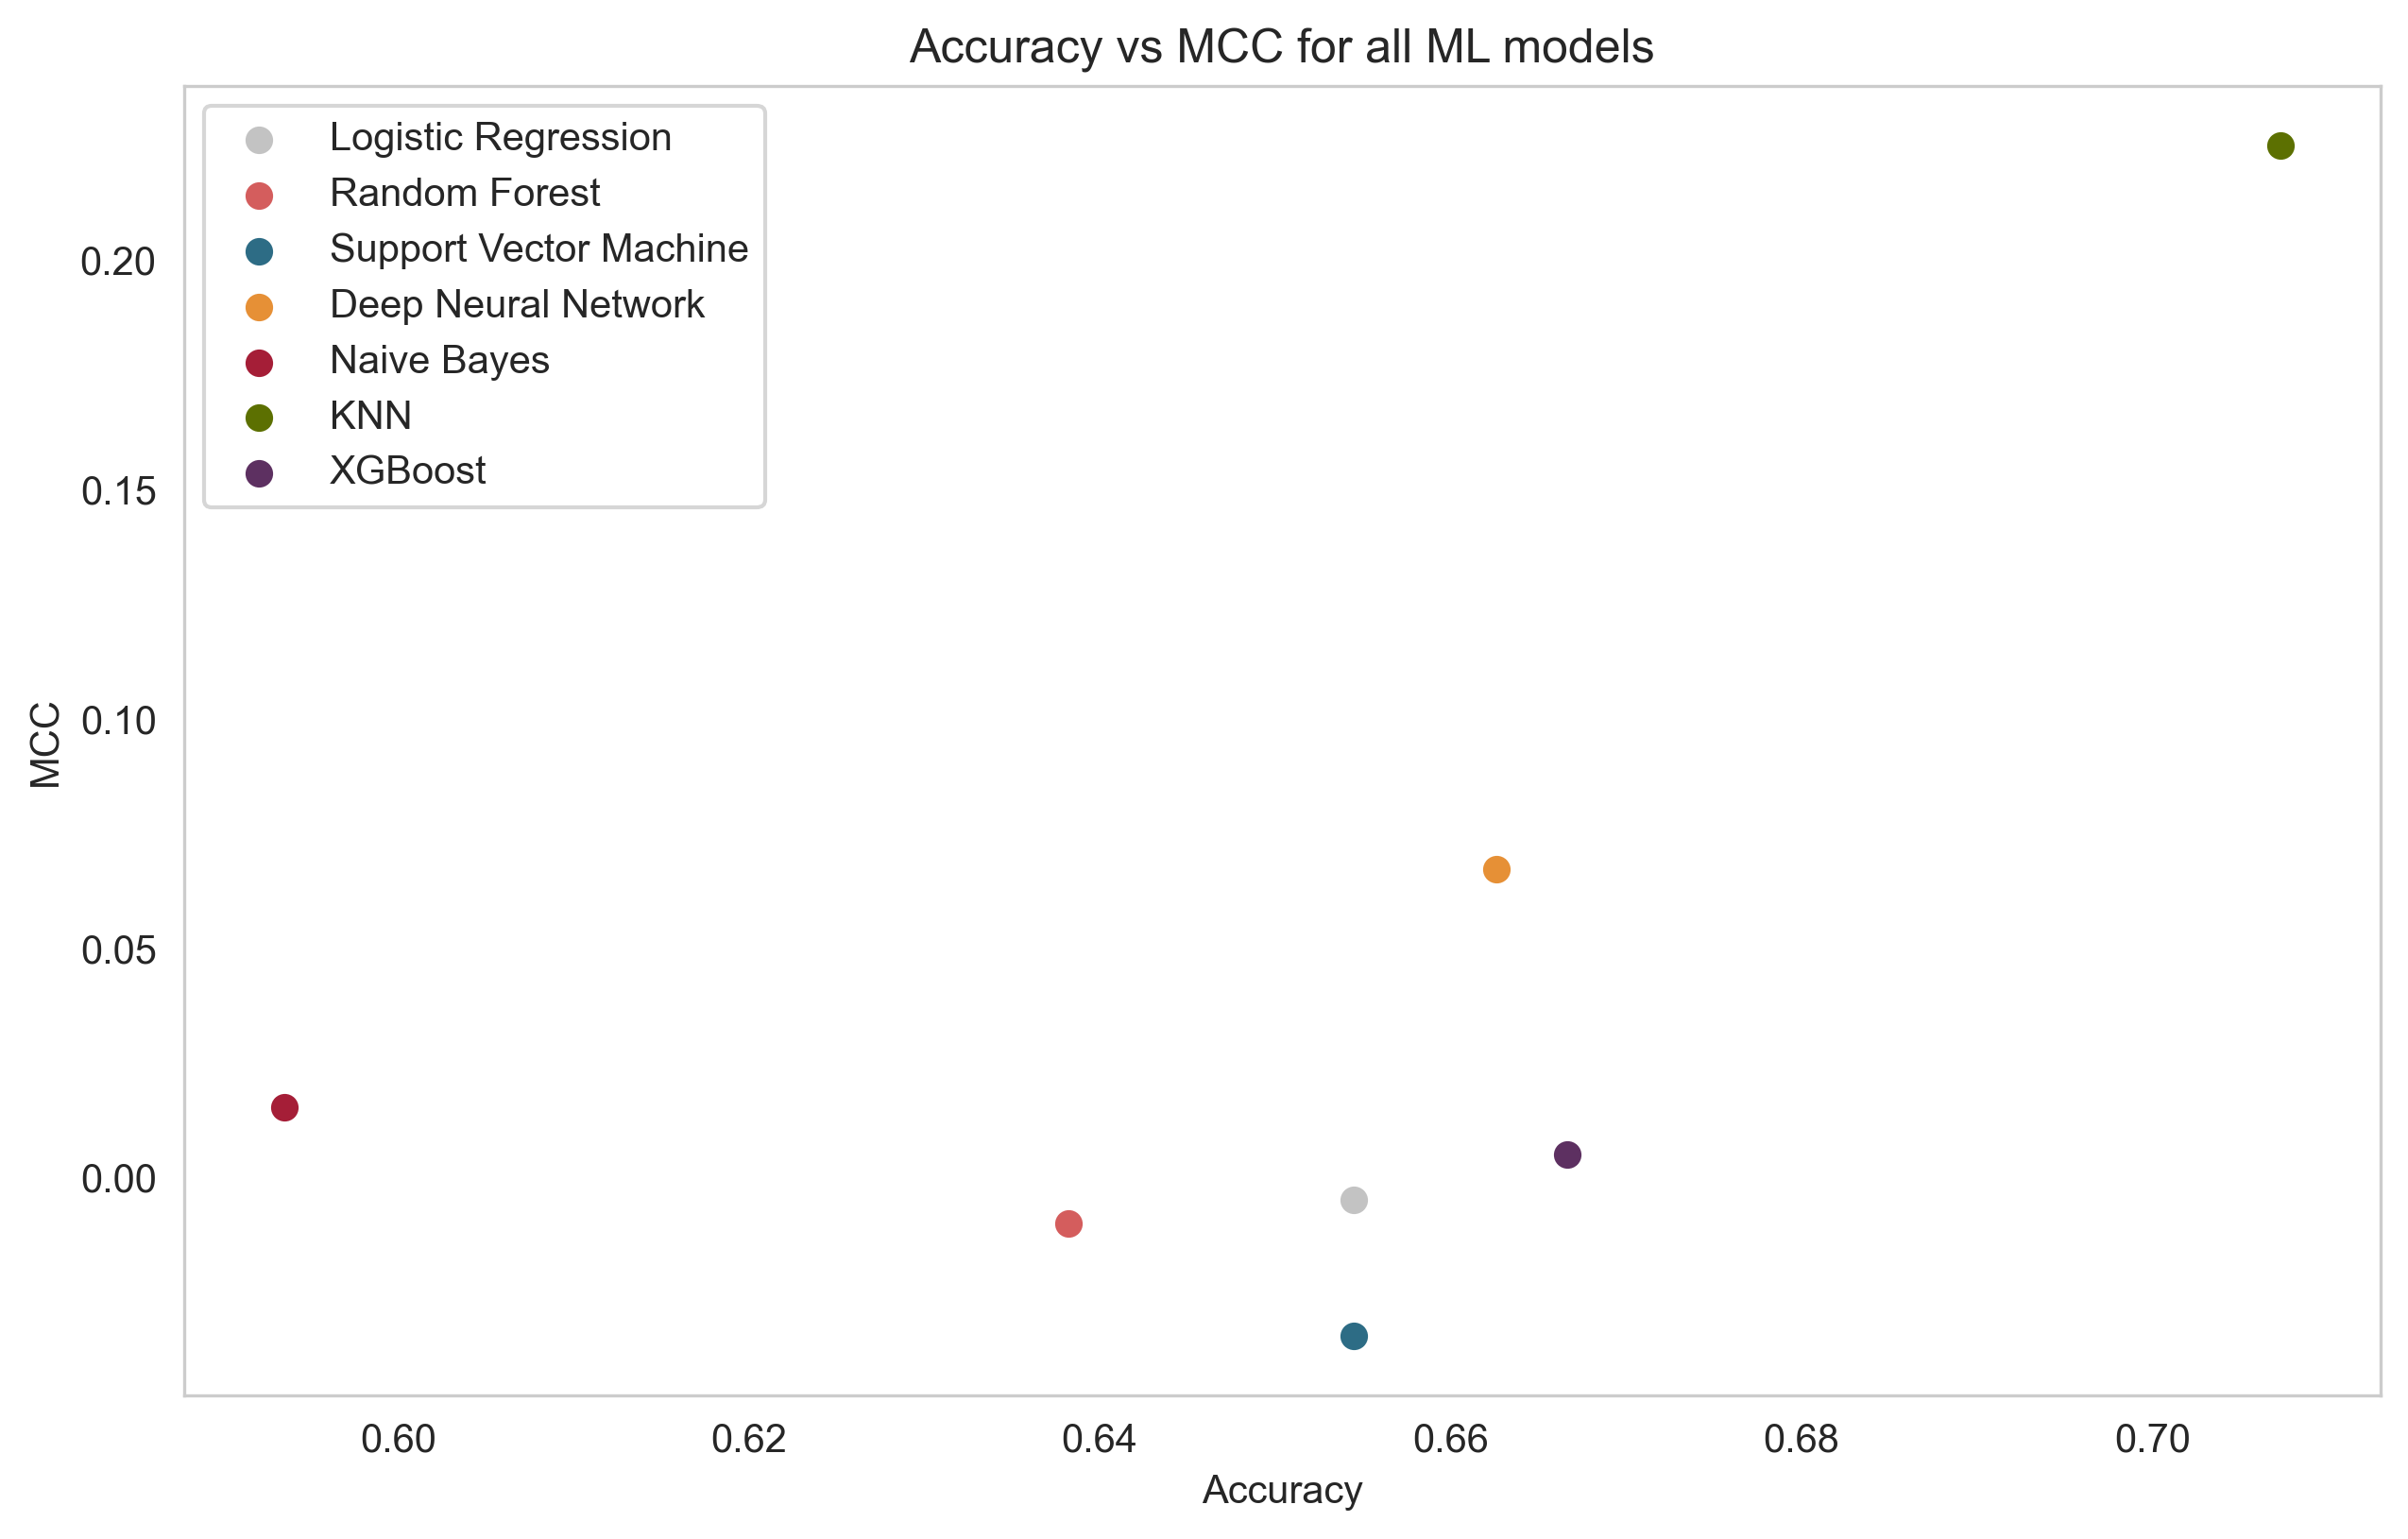 Accuracy vs MCC for all ML models
Logistic Regression
Random Forest
Support Vector Machine
Deep Neural Network
Naive Bayes
KNN
XGBoost
0.20
0.15
0.10
0.05
0.00
MCC
0.60 0.62 0.64 0.66 0.68 0.70
Accuracy